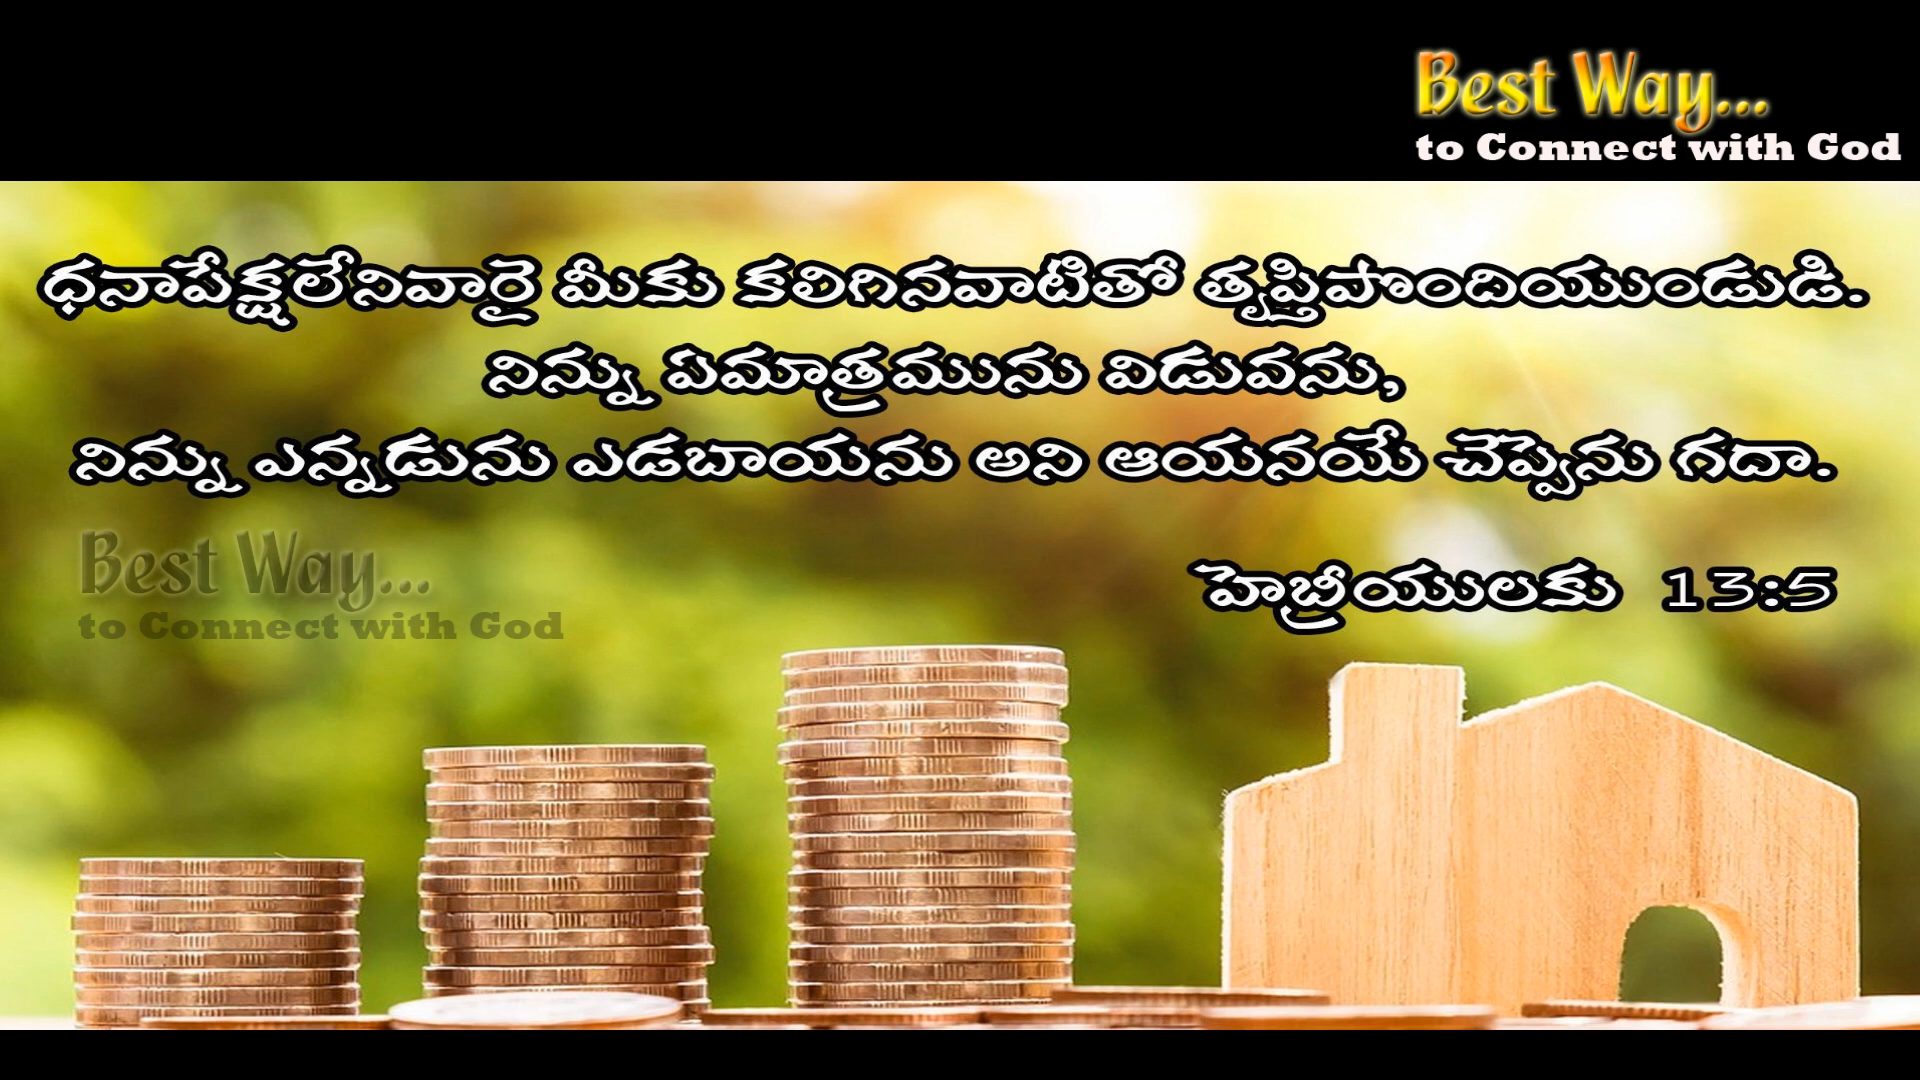 Best Way...
to Connect with God
ధనాపేక్షలేనివారై మీకు కలిగినవాటితో తృప్తిపొందియుండుడి.
నిన్ను ఏమాత్రమును విడువను,
నిన్ను ఎన్నడును ఎడబాయను అని ఆయనయే చెప్పెను గదా.
Best Way...
to Connect with God
హెబ్రీయులకు 13:5